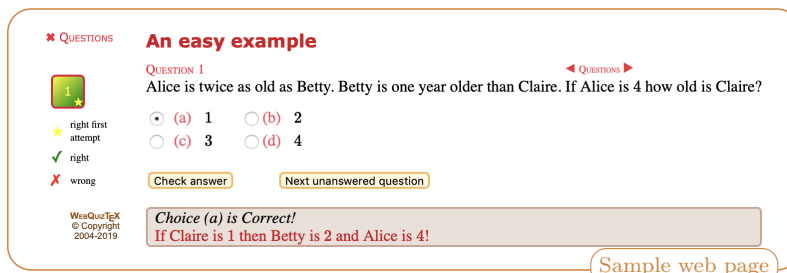 ✖ QUESTIONS
An easy example
QUESTION 1
◀ QUESTIONS ▶
Alice is twice as old as Betty. Betty is one year older than Claire. If Alice is 4 how old is Claire?
1
(a) 1 (b) 2
(c) 3 (d) 4
right first
attempt
right
wrong
Check answer Next unanswered question
WEBQUIZTEX
© Copyright
2004-2019
Choice (a) is Correct!
If Claire is 1 then Betty is 2 and Alice is 4!
Sample web page